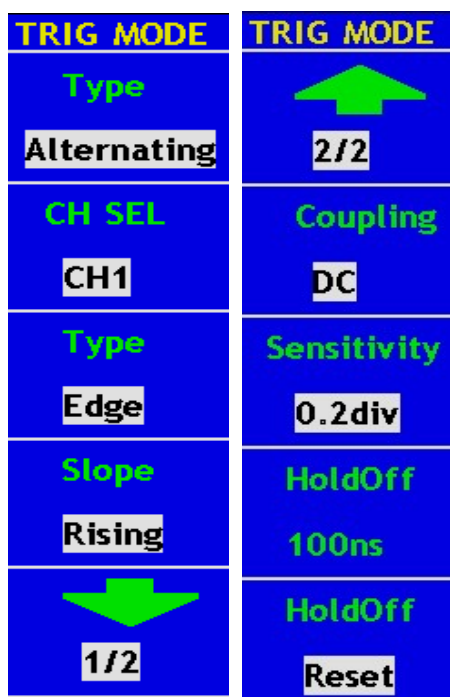 TRIG MODE
Type
Alternating
CH SEL
CH1
Type
Edge
Slope
Rising
1/2
TRIG MODE
2/2
Coupling
DC
Sensitivity
0.2div
HoldOff
100ns
HoldOff
Reset